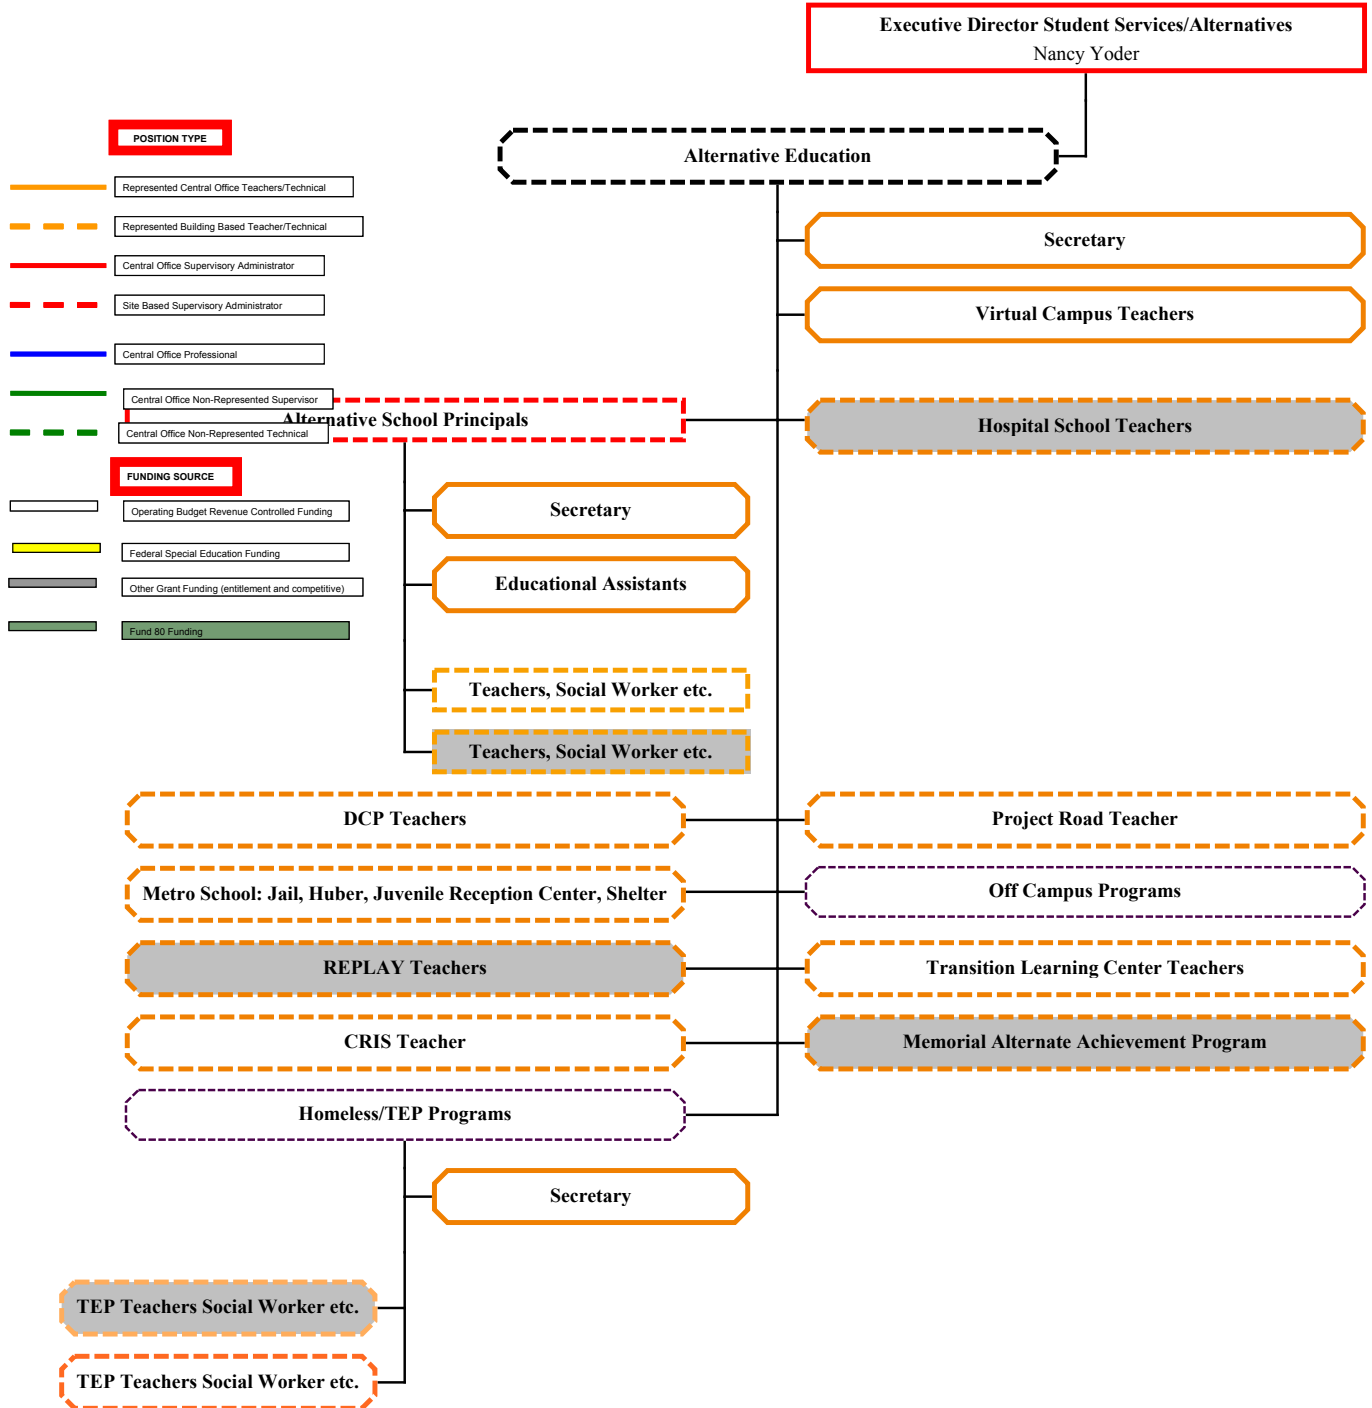 Executive Director Student Services/Alternatives
Nancy Yoder
POSITION TYPE
Alternative Education
Represented Central Office Teachers/Technical
Represented Building Based Teacher/Technical
Secretary
Central Office Supervisory Administrator
Site Based Supervisory Administrator
Virtual Campus Teachers
Central Office Professional
Central Office Non-Represented Supervisor
Alternative School Principals
Hospital School Teachers
Central Office Non-Represented Technical
FUNDING SOURCE
Operating Budget Revenue Controlled Funding
Secretary
Federal Special Education Funding
Other Grant Funding (entitlement and competitive)
Educational Assistants
Fund 80 Funding
Teachers, Social Worker etc.
Teachers, Social Worker etc.
DCP Teachers
Project Road Teacher
Metro School: Jail, Huber, Juvenile Reception Center, Shelter
Off Campus Programs
REPLAY Teachers
Transition Learning Center Teachers
CRIS Teacher
Memorial Alternate Achievement Program
Homeless/TEP Programs
Secretary
TEP Teachers Social Worker etc.
TEP Teachers Social Worker etc.